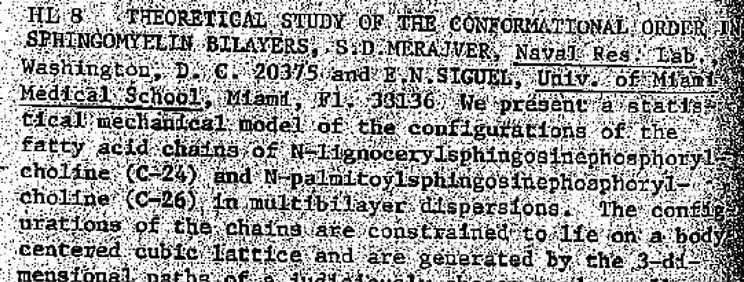 HL 8 THEORETICAL STUDY OF THE CONFORMATIONAL ORDER IN
SPHINGOMYELIN BILAYERS, S.D.MERAJVER, Naval Res. Lab.
Washington, D. C. 20375 and E.N.SIGUEL, Univ. of Miami
Medical School, Miami, Fl. 33136 We present a statis-
tical mechanical model of the configurations of the
fatty acid chains of N-lignocerylsphingosinephosphoryl-
choline (C-24) and N-palmitoylsphingosinephosphoryl-
choline (C-26) in multibilayer dispersions. The config-
urations of the chains are constrained to lie on a body
centered cubic lattice and are generated by the 3-di-
mensional paths of a